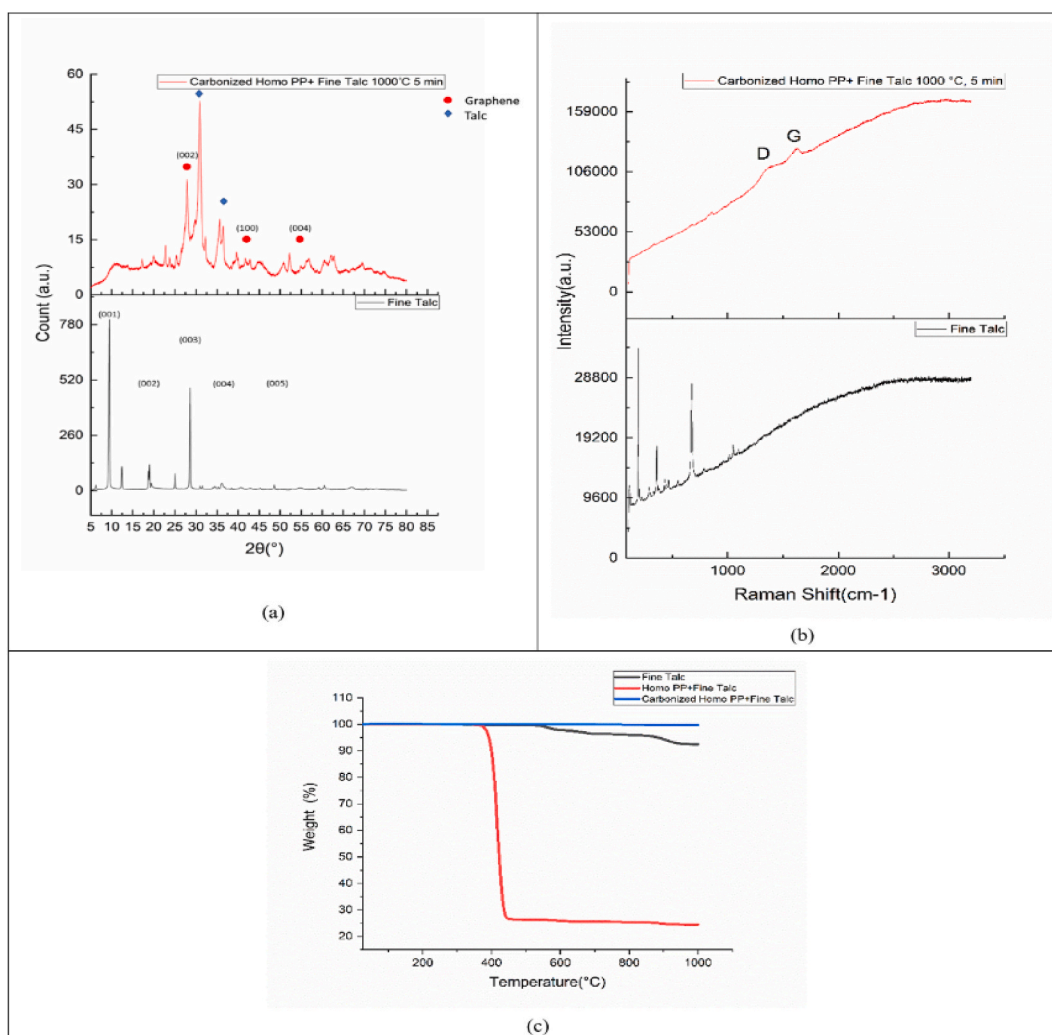 Carbonized Homo PP+ Fine Talc 1000°C 5 min
Graphene
Talc
(002)
(100)
(004)
60
45
30
15
0
Fine Talc
(001)
(003)
(002)
(004)
(005)
780
520
260
0
Count (a.u.)
5 10 15 20 25 30 35 40 45 50 55 60 65 70 75 80 85
2θ(°)
(a)
Carbonized Homo PP+ Fine Talc 1000 °C, 5 min
159000
106000
53000
0
D
G
Fine Talc
28800
19200
9600
0
Intensity(a.u.)
1000 2000 3000
Raman Shift(cm-1)
(b)
Fine Talc
Homo PP+Fine Talc
Carbonized Homo PP+Fine Talc
110
100
90
80
70
60
50
40
30
20
Weight (%)
200 400 600 800 1000
Temperature(°C)
(c)